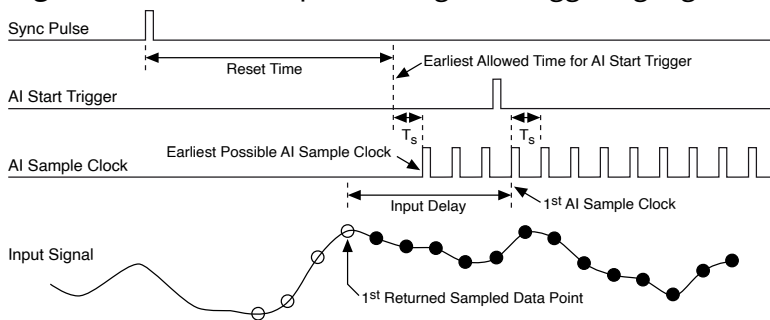 Sync Pulse
Reset Time
Earliest Allowed Time for AI Start Trigger
AI Start Trigger
Ts
Ts
Earliest Possible AI Sample Clock
AI Sample Clock
Input Delay
1st AI Sample Clock
Input Signal
1st Returned Sampled Data Point